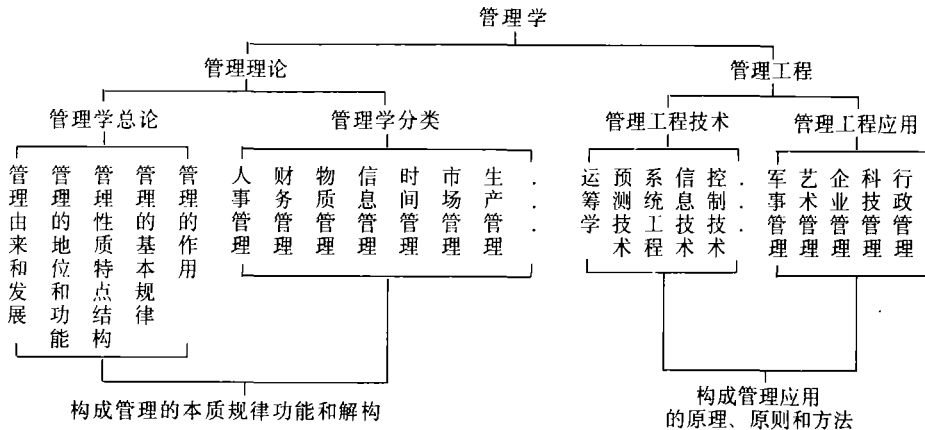 管理学
管理理论
管理工程
管理学总论
管理学分类
管理工程技术
管理工程应用
管理由来和发展
管理的地位和功能
管理性质特点结构
管理的基本规律
管理的作用
人事管理
财务管理
物质管理
信息管理
时间管理
市场管理
生产管理
...
运筹学
预测技术
系统工程
信息技术
控制技术
...
军事管理
艺术管理
企业管理
科技管理
行政管理
构成管理的本质规律功能和解构
构成管理应用
的原理、原则和方法